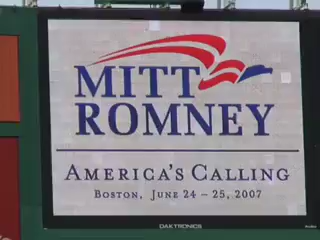 MITT
ROMNEY
AMERICA'S CALLING
BOSTON, JUNE 24 – 25, 2007
DAKTRONICS